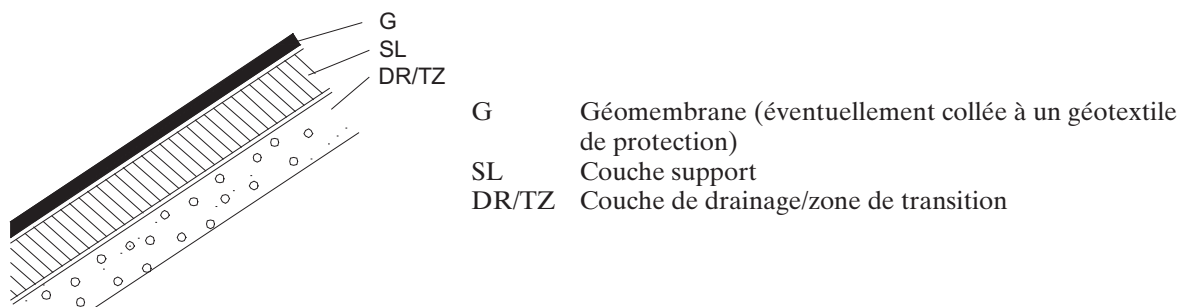 G
SL
DR/TZ
G Géomembrane (éventuellement collée à un géotextile
de protection)
SL Couche support
DR/TZ Couche de drainage/zone de transition